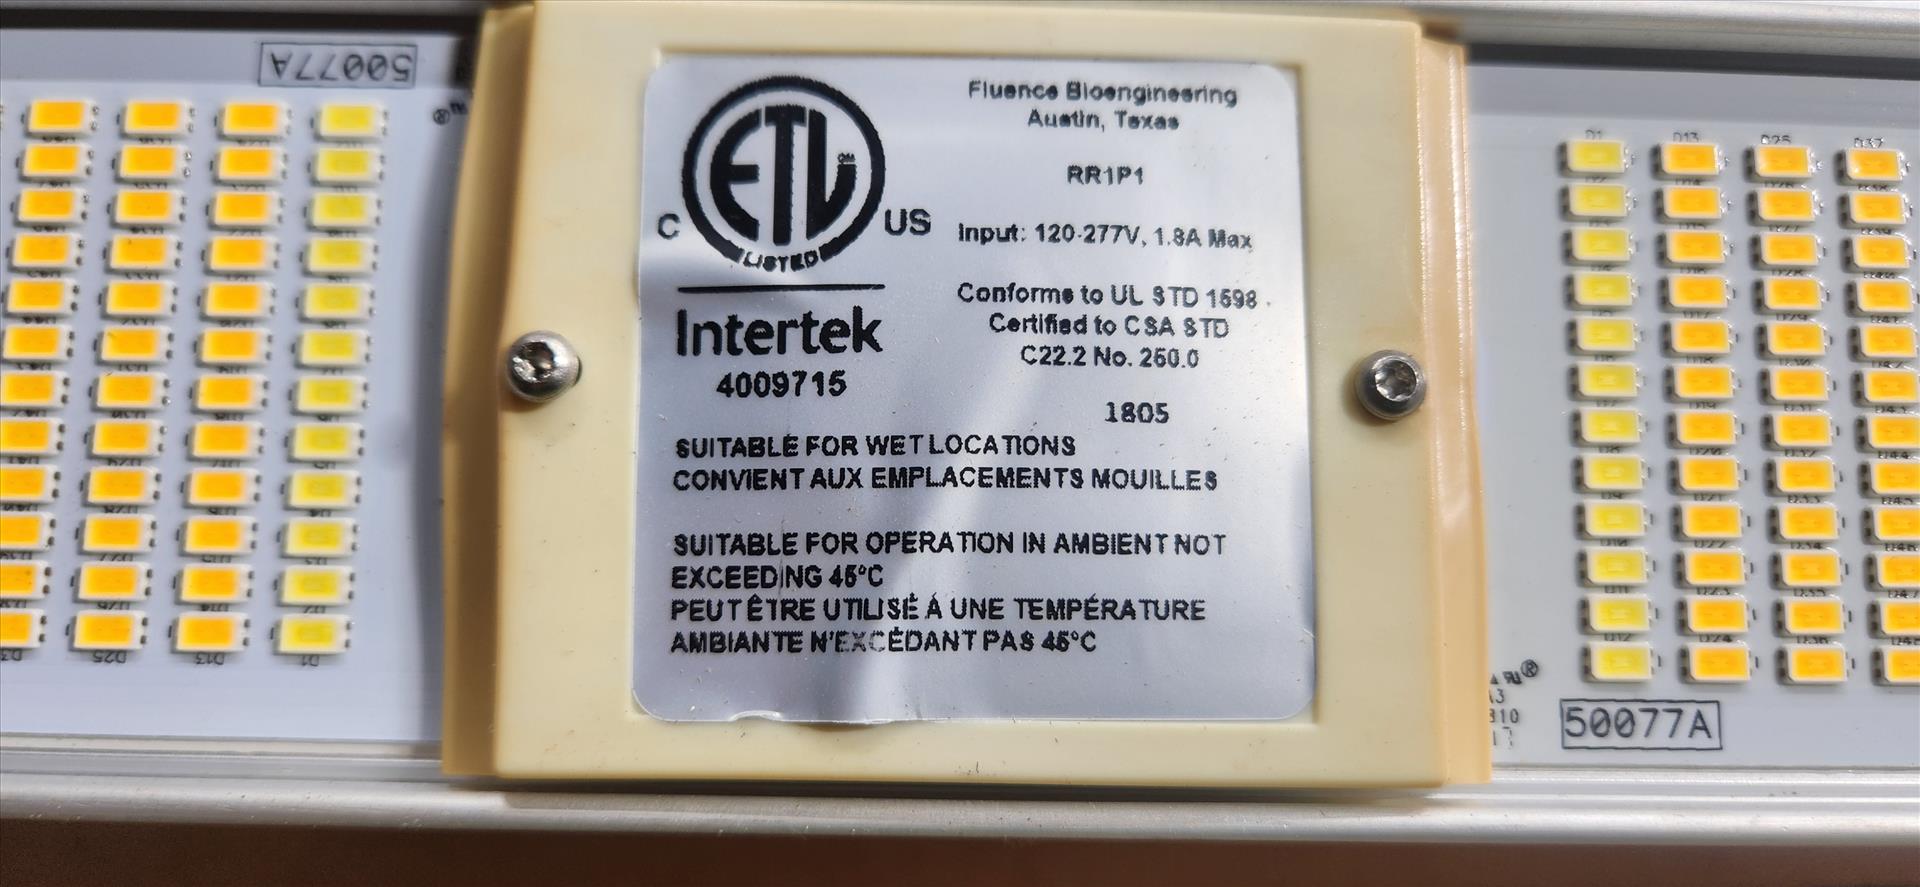 50077A
Fluence Bioengineering
Austin, Texas
RR1P1
Input: 120-277V, 1.8A Max
Conforms to UL STD 1598
Certified to CSA STD
C22.2 No. 250.0
1805
C ETL US
LISTED
Intertek
4009715
SUITABLE FOR WET LOCATIONS
CONVIENT AUX EMPLACEMENTS MOUILLES
SUITABLE FOR OPERATION IN AMBIENT NOT
EXCEEDING 45°C
PEUT ÊTRE UTILISÉ À UNE TEMPÉRATURE
AMBIANTE N'EXCÉDANT PAS 45°C
D1 D13 D25 D37
D25 D13 D1
50077A